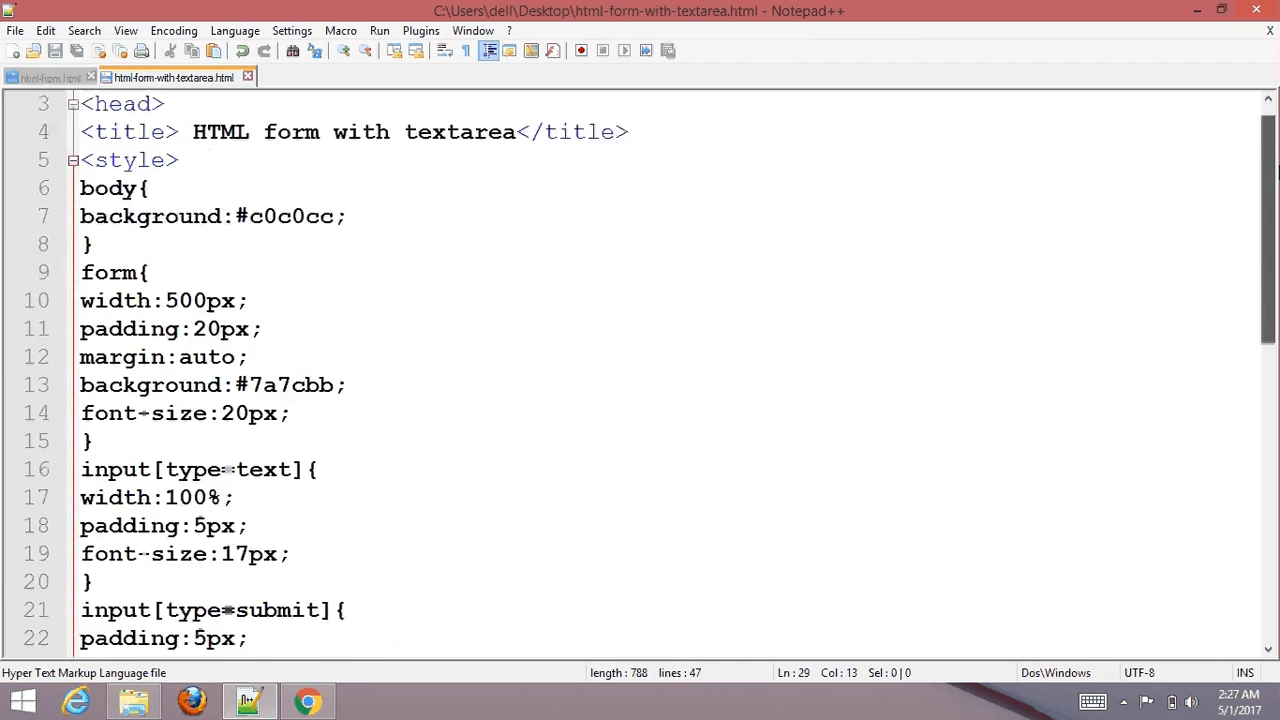 C:\Users\dell\Desktop\html-form-with-textarea.html - Notepad++
File Edit Search View Encoding Language Settings Macro Run Plugins Window ? X
html-form.html html-form-with-textarea.html
3 <head>
4 <title> HTML form with textarea</title>
5 <style>
6 body{
7 background:#c0c0cc;
8 }
9 form{
10 width:500px;
11 padding:20px;
12 margin:auto;
13 background:#7a7cbb;
14 font-size:20px;
15 }
16 input[type=text]{
17 width:100%;
18 padding:5px;
19 font-size:17px;
20 }
21 input[type=submit]{
22 padding:5px;
Hyper Text Markup Language file length : 788 lines : 47 Ln : 29 Col : 13 Sel : 0 | 0 Dos\Windows UTF-8 INS
2:27 AM
5/1/2017